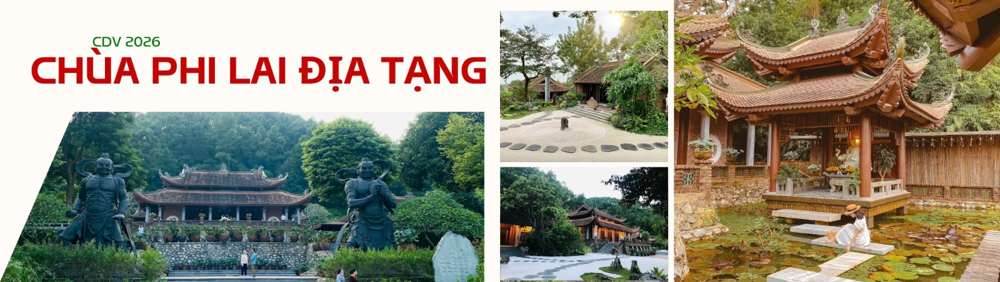 CDV 2026
CHÙA PHI LAI ĐỊA TẠNG